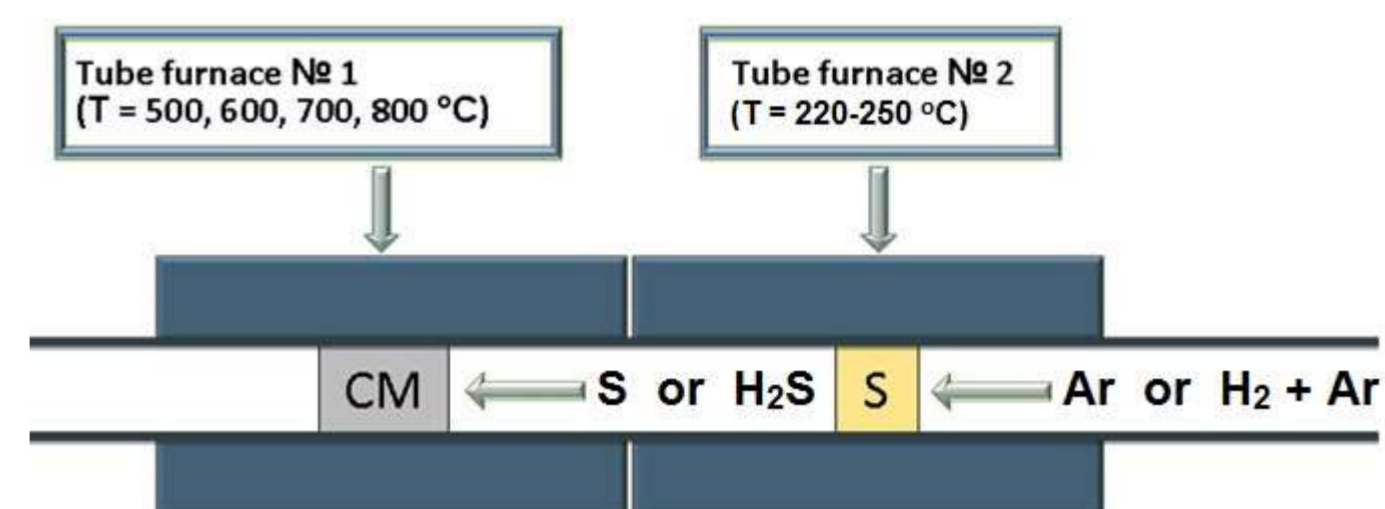 Tube furnace № 1
(T = 500, 600, 700, 800 °C)
Tube furnace № 2
(T = 220-250 °C)
CM
S or H₂S
S
Ar or H₂ + Ar